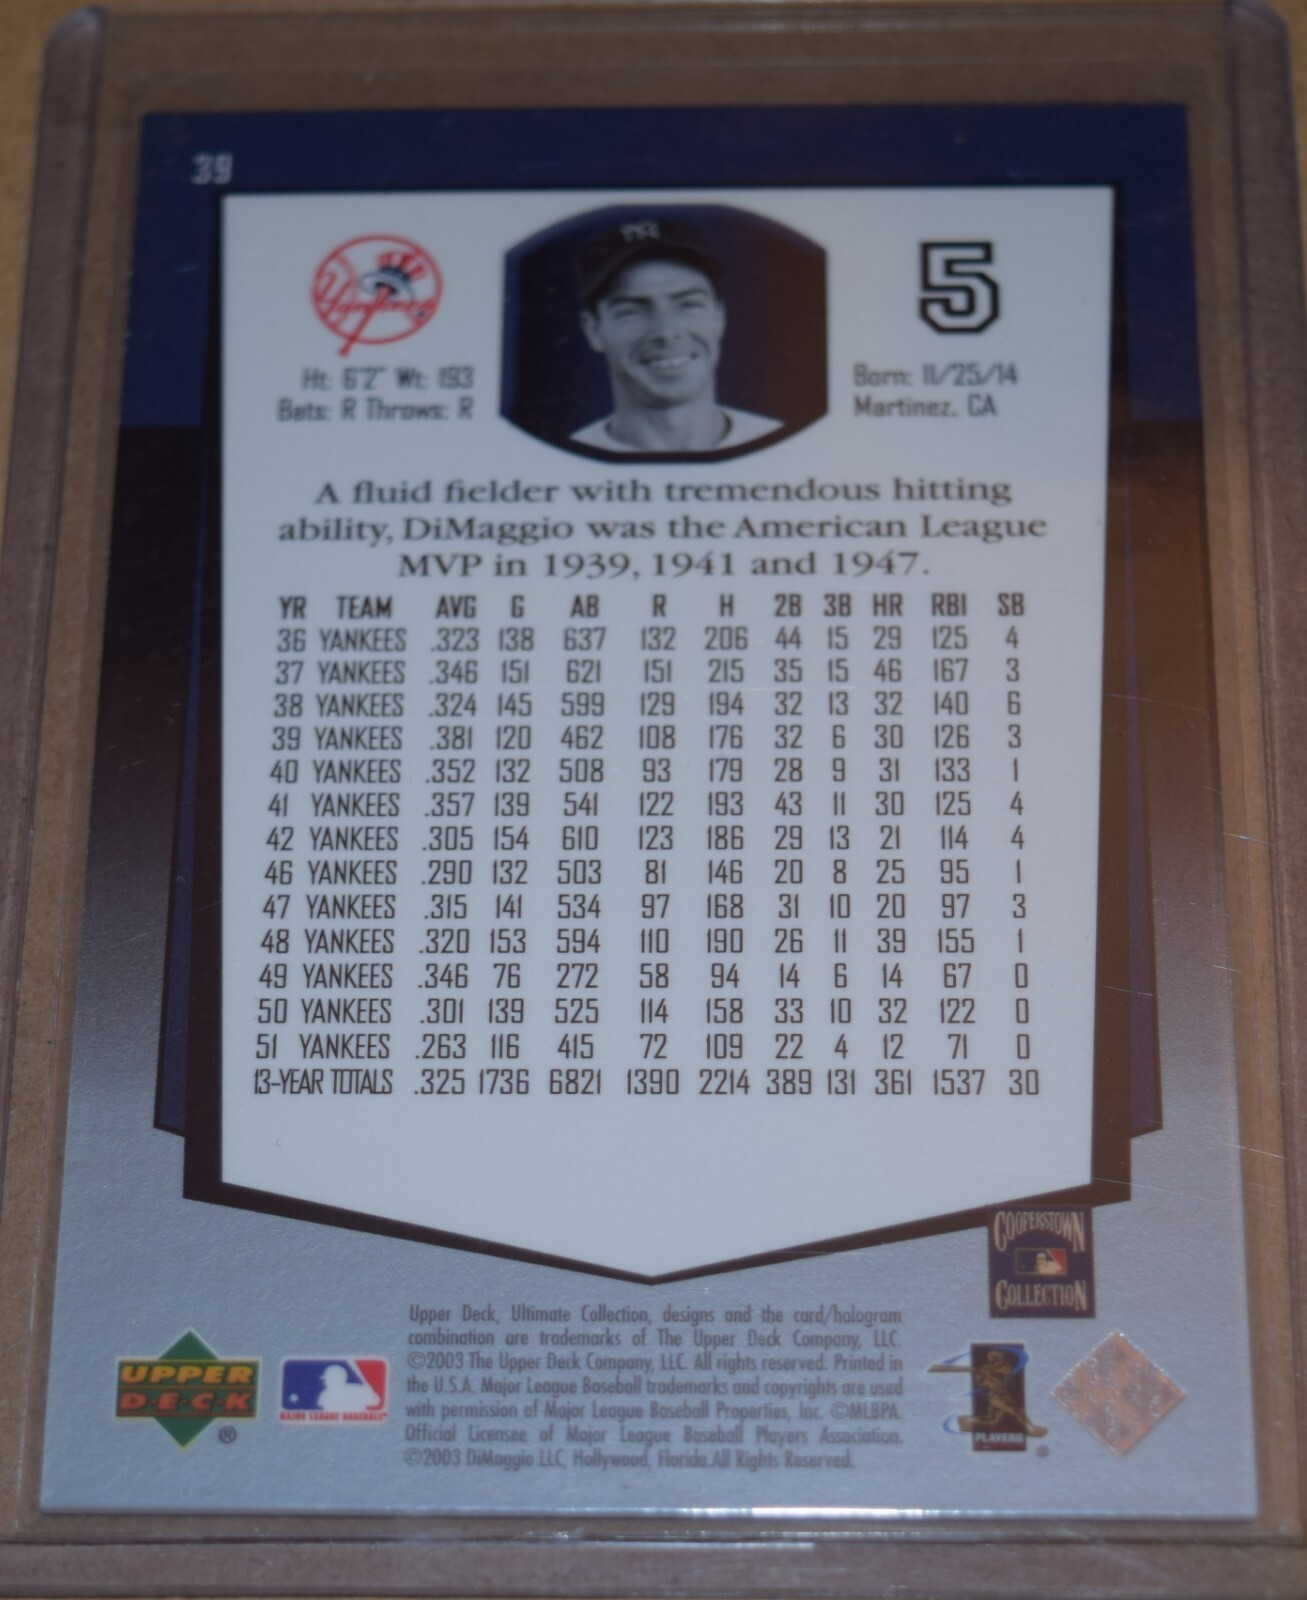 39
Yankees
NY
5
Ht: 6'2" Wt: 193
Bats: R Throws: R
Born: 11/25/14
Martinez, CA
A fluid fielder with tremendous hitting
ability, DiMaggio was the American League
MVP in 1939, 1941 and 1947.
YR TEAM AVG G AB R H 2B 3B HR RBI SB
36 YANKEES .323 138 637 132 206 44 15 29 125 4
37 YANKEES .346 151 621 151 215 35 15 46 167 3
38 YANKEES .324 145 599 129 194 32 13 32 140 6
39 YANKEES .381 120 462 108 176 32 6 30 126 3
40 YANKEES .352 132 508 93 179 28 9 31 133 1
41 YANKEES .357 139 541 122 193 43 11 30 125 4
42 YANKEES .305 154 610 123 186 29 13 21 114 4
46 YANKEES .290 132 503 81 146 20 8 25 95 1
47 YANKEES .315 141 534 97 168 31 10 20 97 3
48 YANKEES .320 153 594 110 190 26 11 39 155 1
49 YANKEES .346 76 272 58 94 14 6 14 67 0
50 YANKEES .301 139 525 114 158 33 10 32 122 0
51 YANKEES .263 116 415 72 109 22 4 12 71 0
13-YEAR TOTALS .325 1736 6821 1390 2214 389 131 361 1537 30
COOPERSTOWN
COLLECTION
Upper Deck, Ultimate Collection, designs and the card/hologram
combination are trademarks of The Upper Deck Company, LLC.
©2003 The Upper Deck Company, LLC. All rights reserved. Printed in
the U.S.A. Major League Baseball trademarks and copyrights are used
with permission of Major League Baseball Properties, Inc. ©MLBPA.
Official Licensee of Major League Baseball Players Association.
©2003 DiMaggio LLC, Hollywood, Florida.All Rights Reserved.
UPPER
D·E·C·K
®
MAJOR LEAGUE BASEBALL
PLAYERS
®